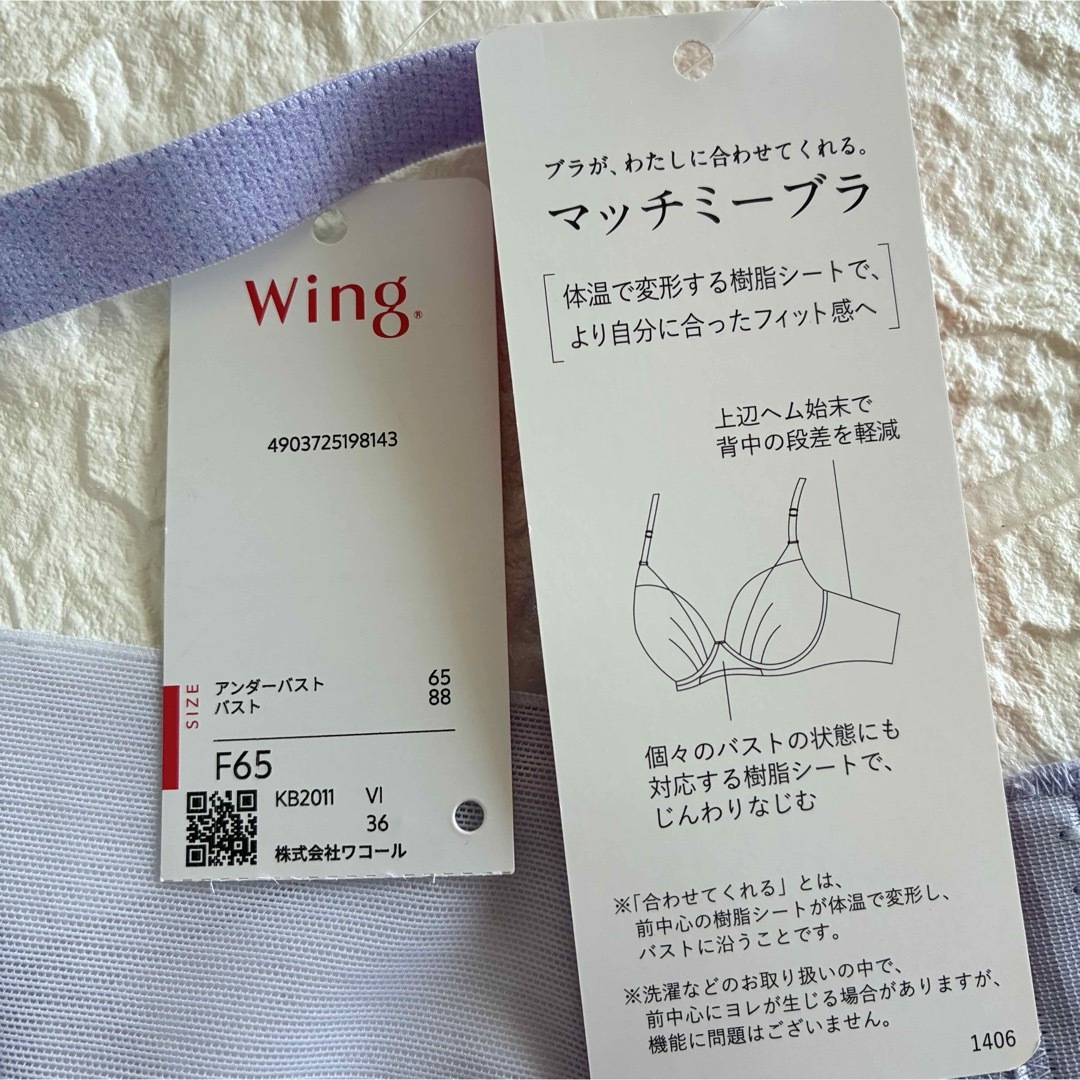 Wing®
4903725198143
SIZE
アンダーバスト 65
バスト 88
F65
KB2011 VI
36
株式会社ワコール
ブラが、わたしに合わせてくれる。
マッチミーブラ
体温で変形する樹脂シートで、
より自分に合ったフィット感へ
上辺ヘム始末で
背中の段差を軽減
個々のバストの状態にも
対応する樹脂シートで、
じんわりなじむ
※「合わせてくれる」とは、
前中心の樹脂シートが体温で変形し、
バストに沿うことです。
※洗濯などのお取り扱いの中で、
前中心にヨレが生じる場合がありますが、
機能に問題はございません。
1406